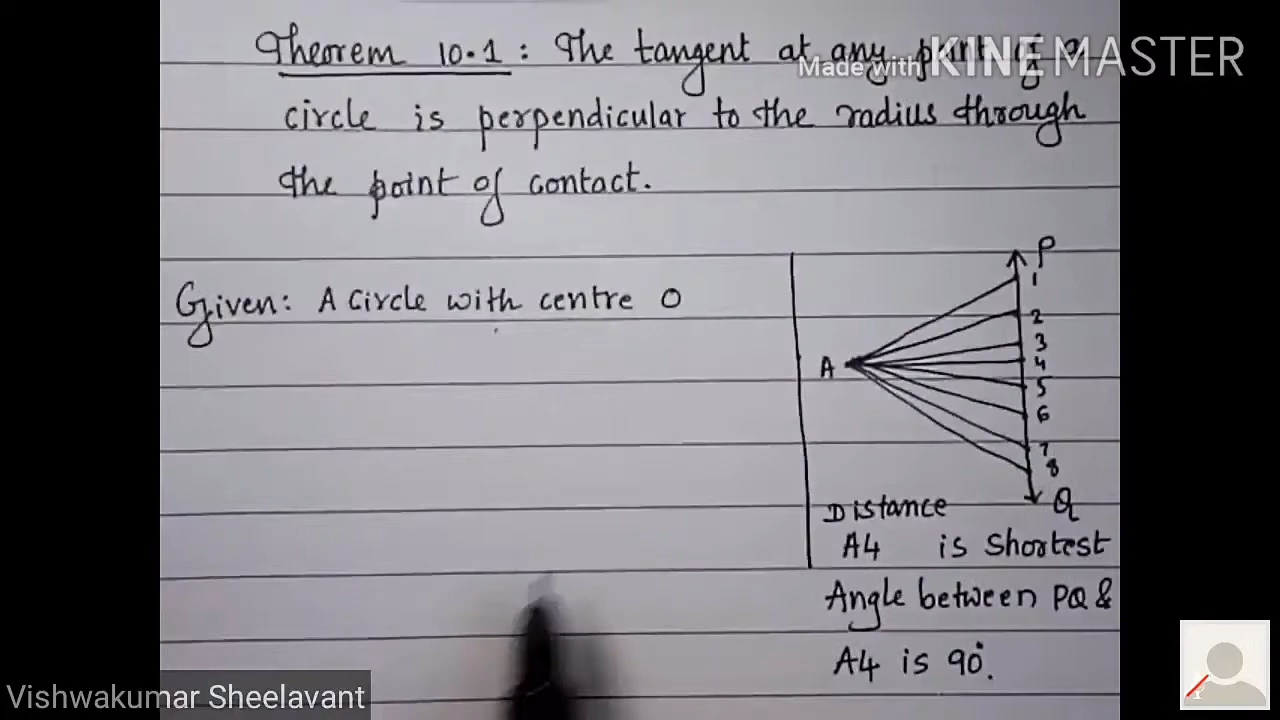 Theorem 10.1: The tangent at any point of a
Made with KINEMASTER
circle is perpendicular to the radius through
the point of contact.
Given: A Circle with centre O
P
1
2
3
A
4
5
6
7
8
Q
Distance
A4 is Shortest
Angle between PQ &
A4 is 90°.
Vishwakumar Sheelavant